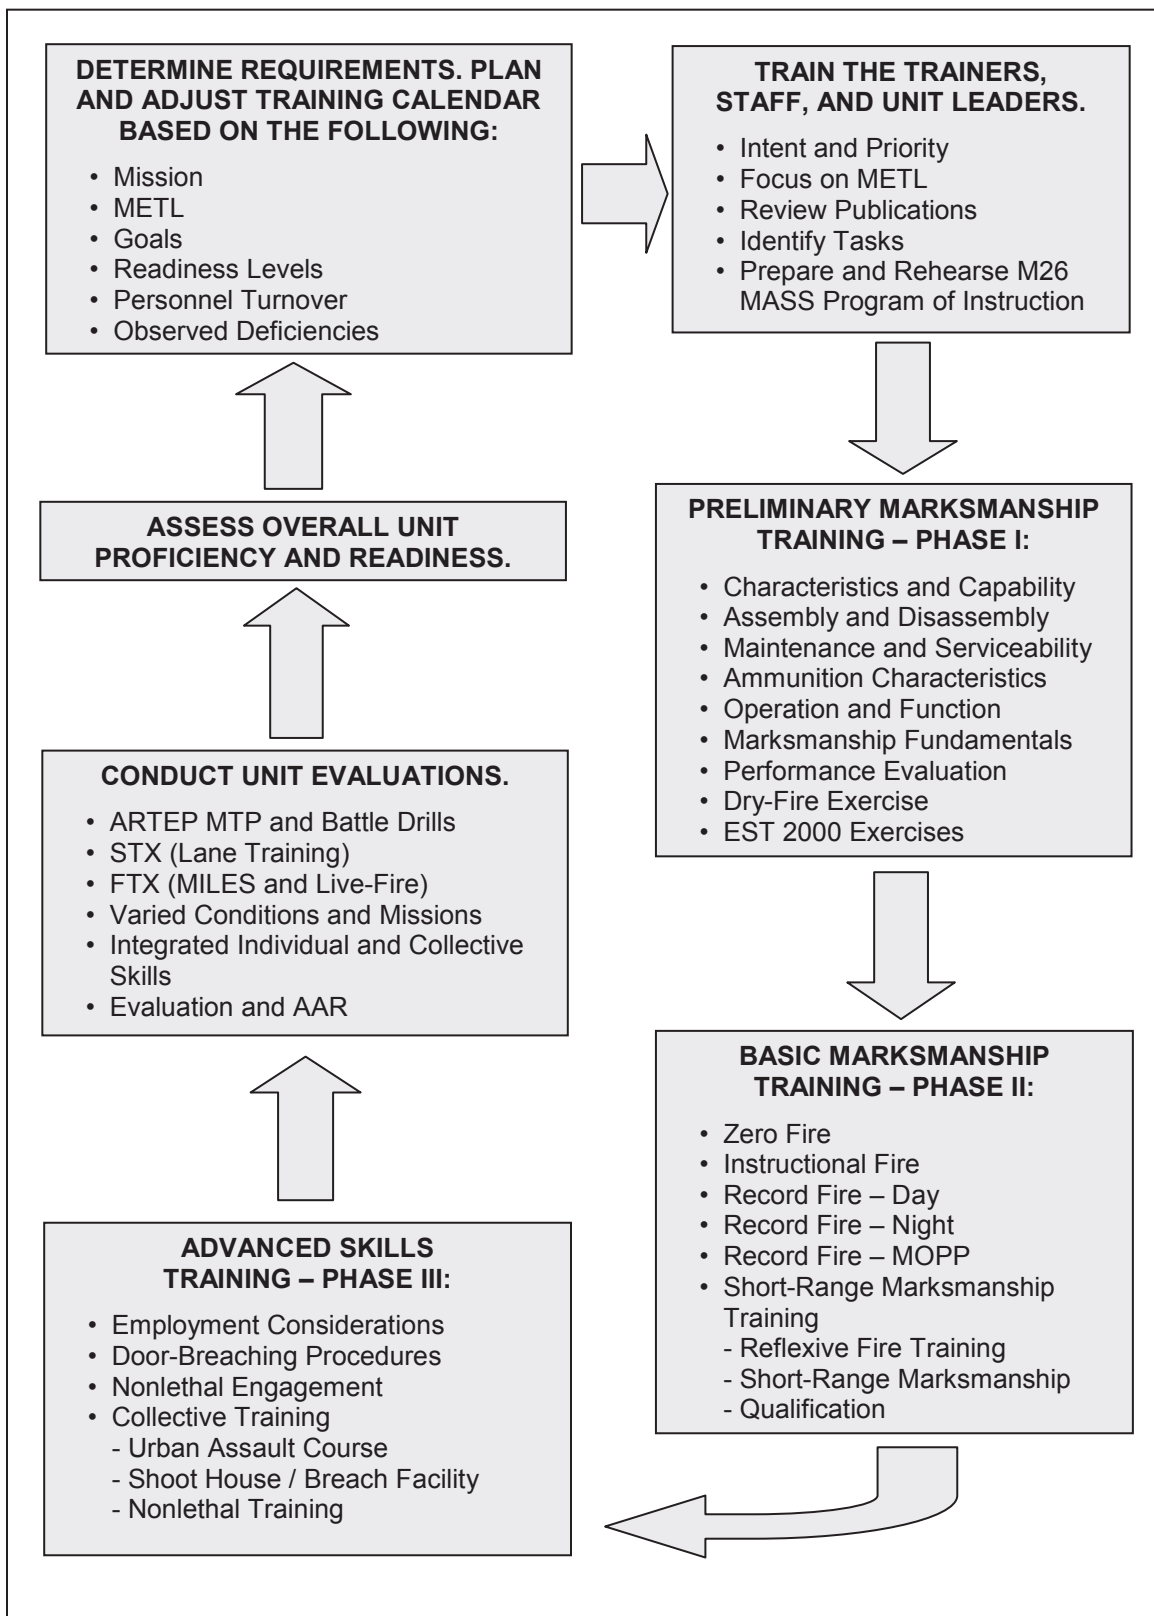 DETERMINE REQUIREMENTS. PLAN
AND ADJUST TRAINING CALENDAR
BASED ON THE FOLLOWING:
• Mission
• METL
• Goals
• Readiness Levels
• Personnel Turnover
• Observed Deficiencies
TRAIN THE TRAINERS,
STAFF, AND UNIT LEADERS.
• Intent and Priority
• Focus on METL
• Review Publications
• Identify Tasks
• Prepare and Rehearse M26
MASS Program of Instruction
PRELIMINARY MARKSMANSHIP
TRAINING – PHASE I:
• Characteristics and Capability
• Assembly and Disassembly
• Maintenance and Serviceability
• Ammunition Characteristics
• Operation and Function
• Marksmanship Fundamentals
• Performance Evaluation
• Dry-Fire Exercise
• EST 2000 Exercises
BASIC MARKSMANSHIP
TRAINING – PHASE II:
• Zero Fire
• Instructional Fire
• Record Fire – Day
• Record Fire – Night
• Record Fire – MOPP
• Short-Range Marksmanship
Training
- Reflexive Fire Training
- Short-Range Marksmanship
- Qualification
ADVANCED SKILLS
TRAINING – PHASE III:
• Employment Considerations
• Door-Breaching Procedures
• Nonlethal Engagement
• Collective Training
- Urban Assault Course
- Shoot House / Breach Facility
- Nonlethal Training
CONDUCT UNIT EVALUATIONS.
• ARTEP MTP and Battle Drills
• STX (Lane Training)
• FTX (MILES and Live-Fire)
• Varied Conditions and Missions
• Integrated Individual and Collective
Skills
• Evaluation and AAR
ASSESS OVERALL UNIT
PROFICIENCY AND READINESS.